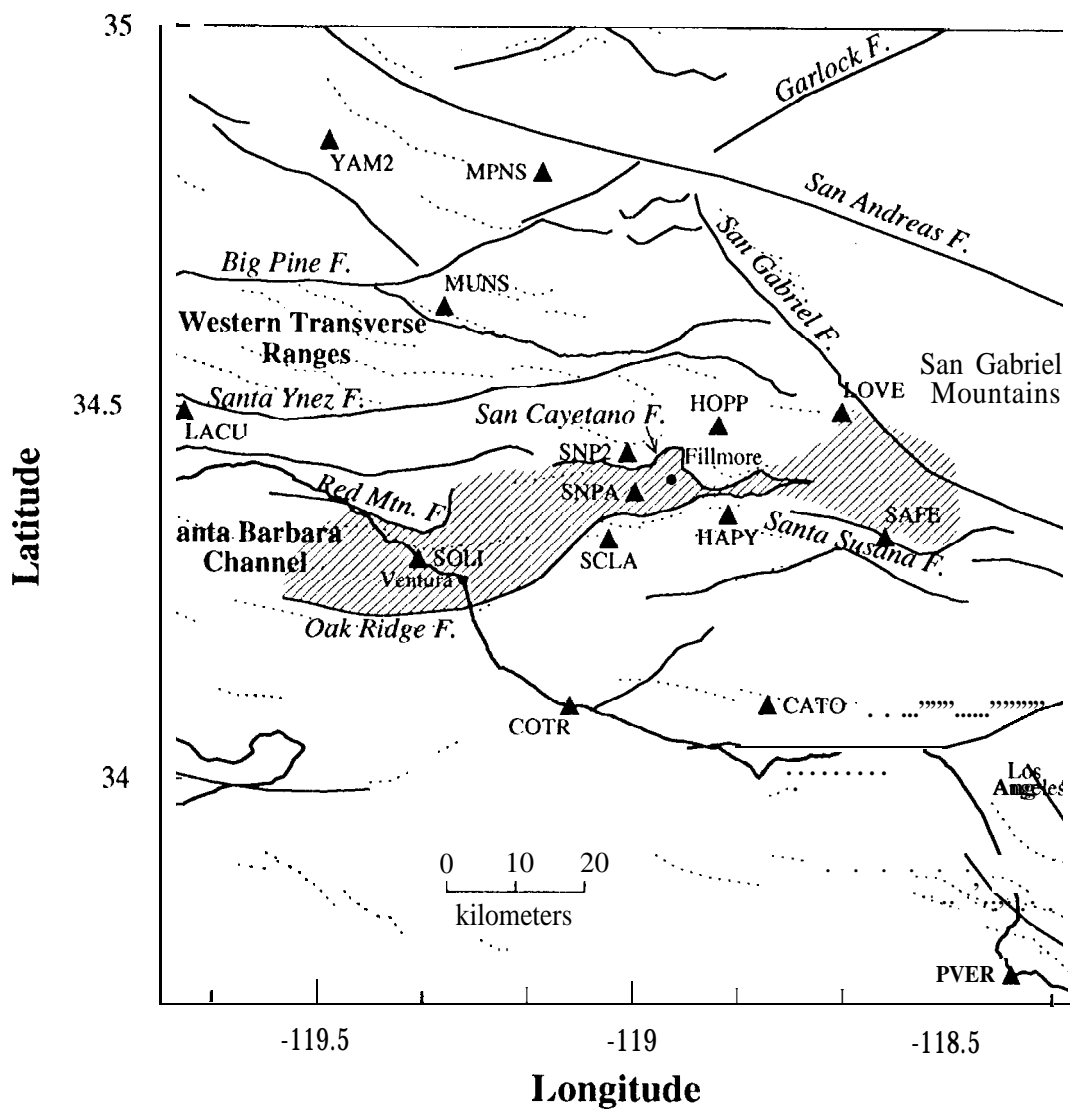 35
Garlock F.
YAM2
MPNS
San Andreas F.
San Gabriel F.
Big Pine F.
MUNS
Western Transverse
Ranges
San Gabriel
Mountains
34.5
Santa Ynez F.
LACU
San Cayetano F.
HOPP
LOVE
SNP2
Fillmore
Red Mtn. F
SNPA
anta Barbara
Channel
HAPY
SAFE
Santa Susana F.
SCLA
SOLI
Ventura
Oak Ridge F.
COTR
CATO
34
Los
Angeles
0 10 20
kilometers
PVER
-119.5
-119
-118.5
Latitude
Longitude